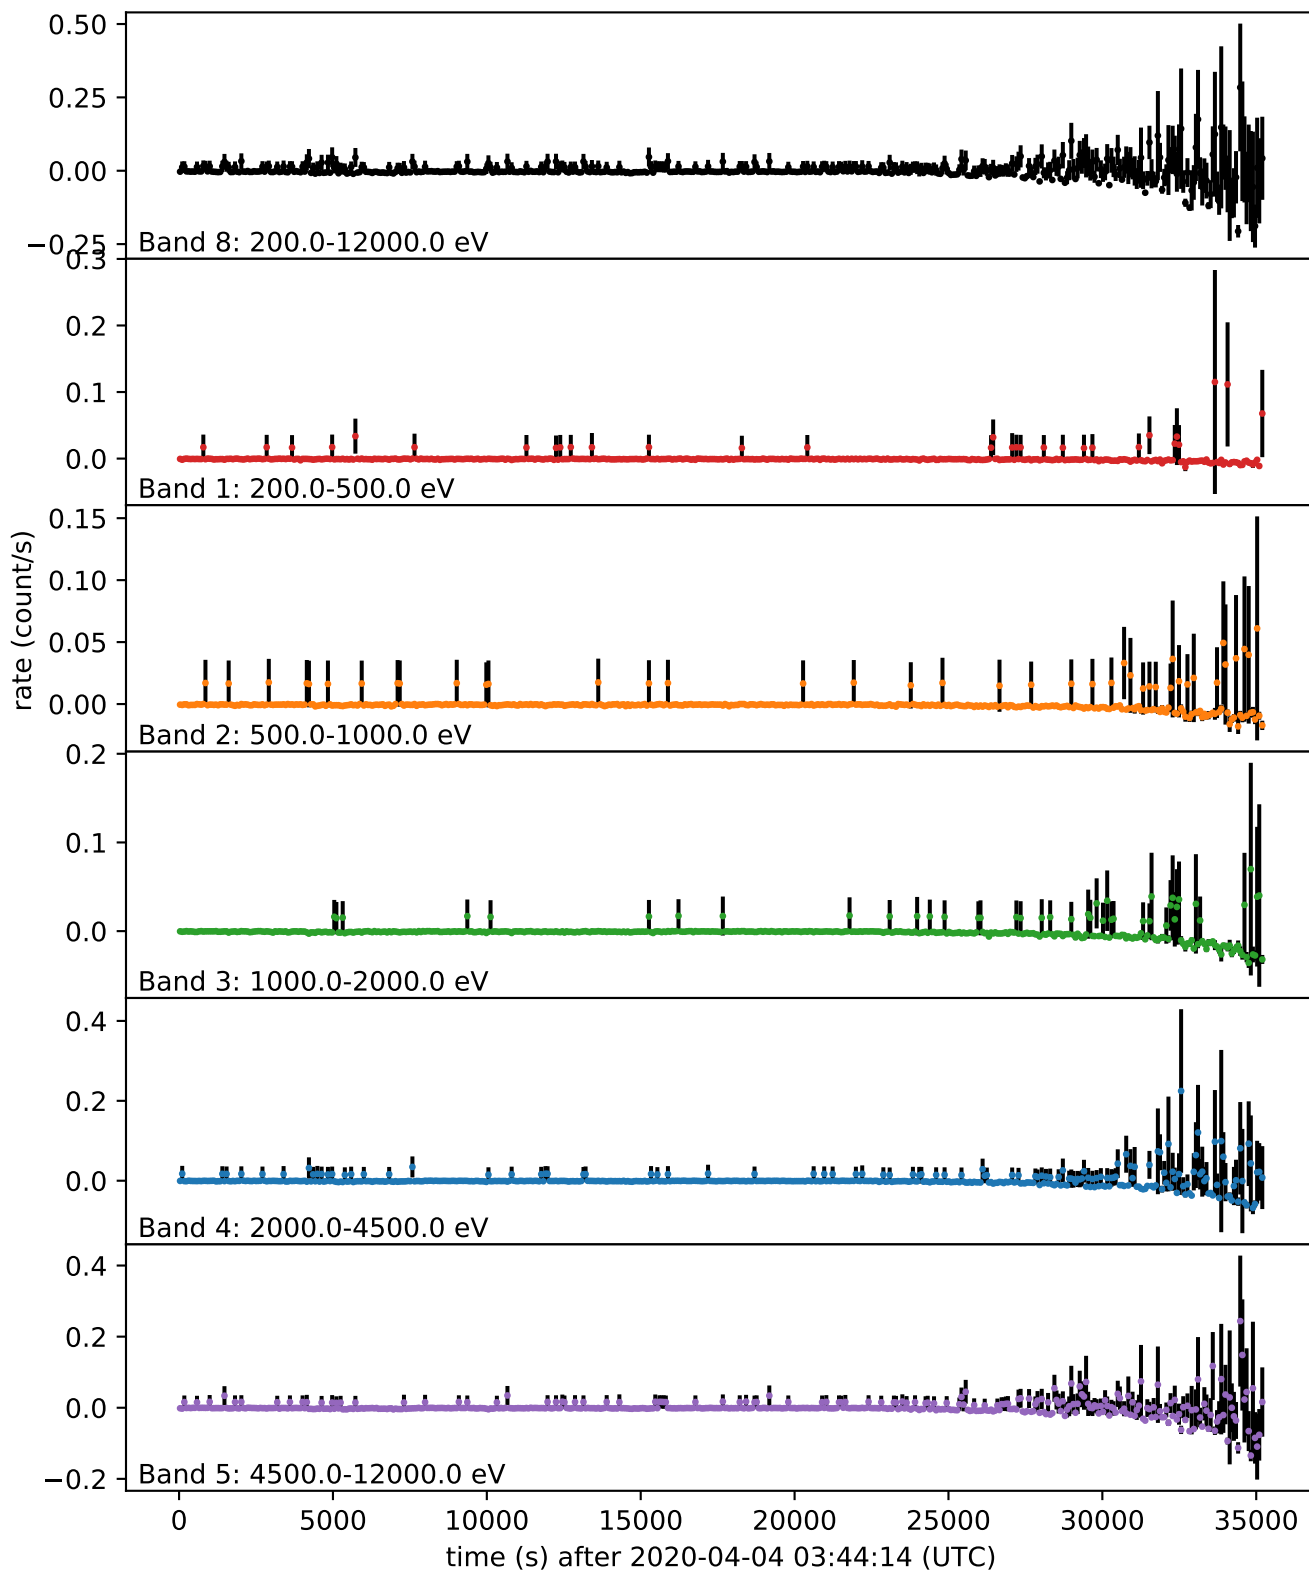 0.50
0.25
0.00
−0.25
Band 8: 200.0-12000.0 eV
0.3
0.2
0.1
0.0
Band 1: 200.0-500.0 eV
rate (count/s)
0.15
0.10
0.05
0.00
Band 2: 500.0-1000.0 eV
0.2
0.1
0.0
Band 3: 1000.0-2000.0 eV
0.4
0.2
0.0
Band 4: 2000.0-4500.0 eV
0.4
0.2
0.0
−0.2
Band 5: 4500.0-12000.0 eV
0 5000 10000 15000 20000 25000 30000 35000
time (s) after 2020-04-04 03:44:14 (UTC)